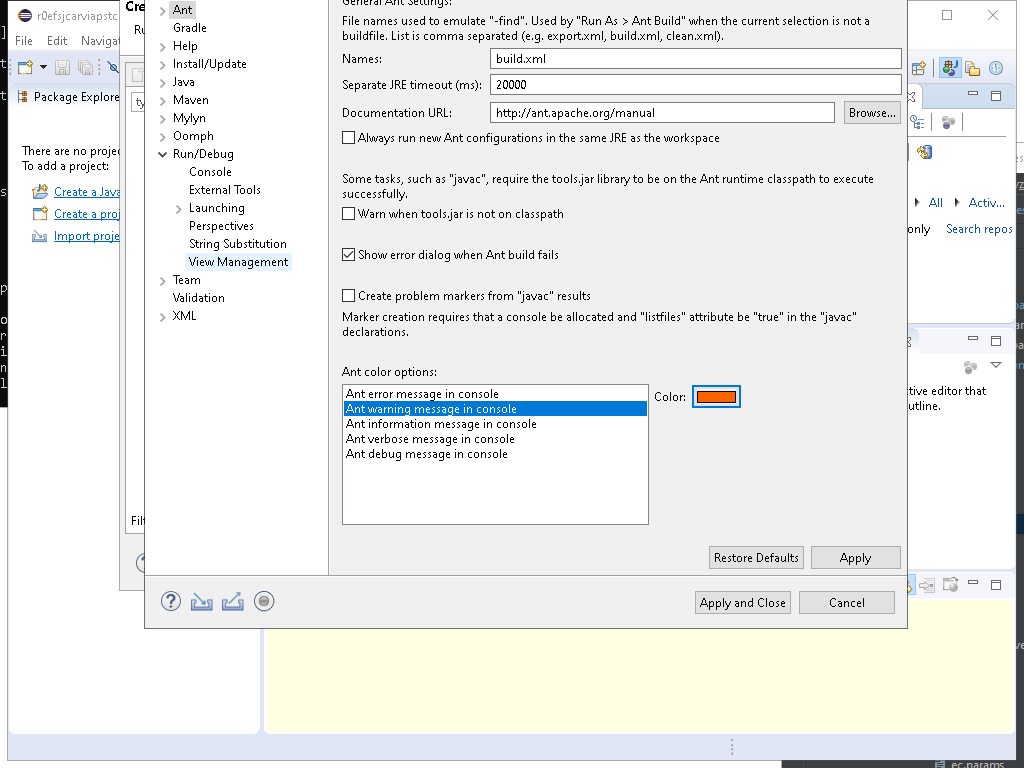 r0efsjcarviapstc
File Edit Navigat
Package Explore
There are no projec
To add a project:
Create a Java
Create a proj
Import proje
Cre
Ru
ty
Filt
Ant
Gradle
Help
Install/Update
Java
Maven
Mylyn
Oomph
Run/Debug
Console
External Tools
Launching
Perspectives
String Substitution
View Management
Team
Validation
XML
General Ant Settings:
File names used to emulate "-find". Used by "Run As > Ant Build" when the current selection is not a
buildfile. List is comma separated (e.g. export.xml, build.xml, clean.xml).
Names: build.xml
Separate JRE timeout (ms): 20000
Documentation URL: http://ant.apache.org/manual Browse...
Always run new Ant configurations in the same JRE as the workspace
Some tasks, such as "javac", require the tools.jar library to be on the Ant runtime classpath to execute
successfully.
Warn when tools.jar is not on classpath
Show error dialog when Ant build fails
Create problem markers from "javac" results
Marker creation requires that a console be allocated and "listfiles" attribute be "true" in the "javac"
declarations.
Ant color options:
Ant error message in console
Ant warning message in console
Ant information message in console
Ant verbose message in console
Ant debug message in console
Color:
Restore Defaults Apply
Apply and Close Cancel
All Activ...
only Search repos
tive editor that
utline.
ec.params